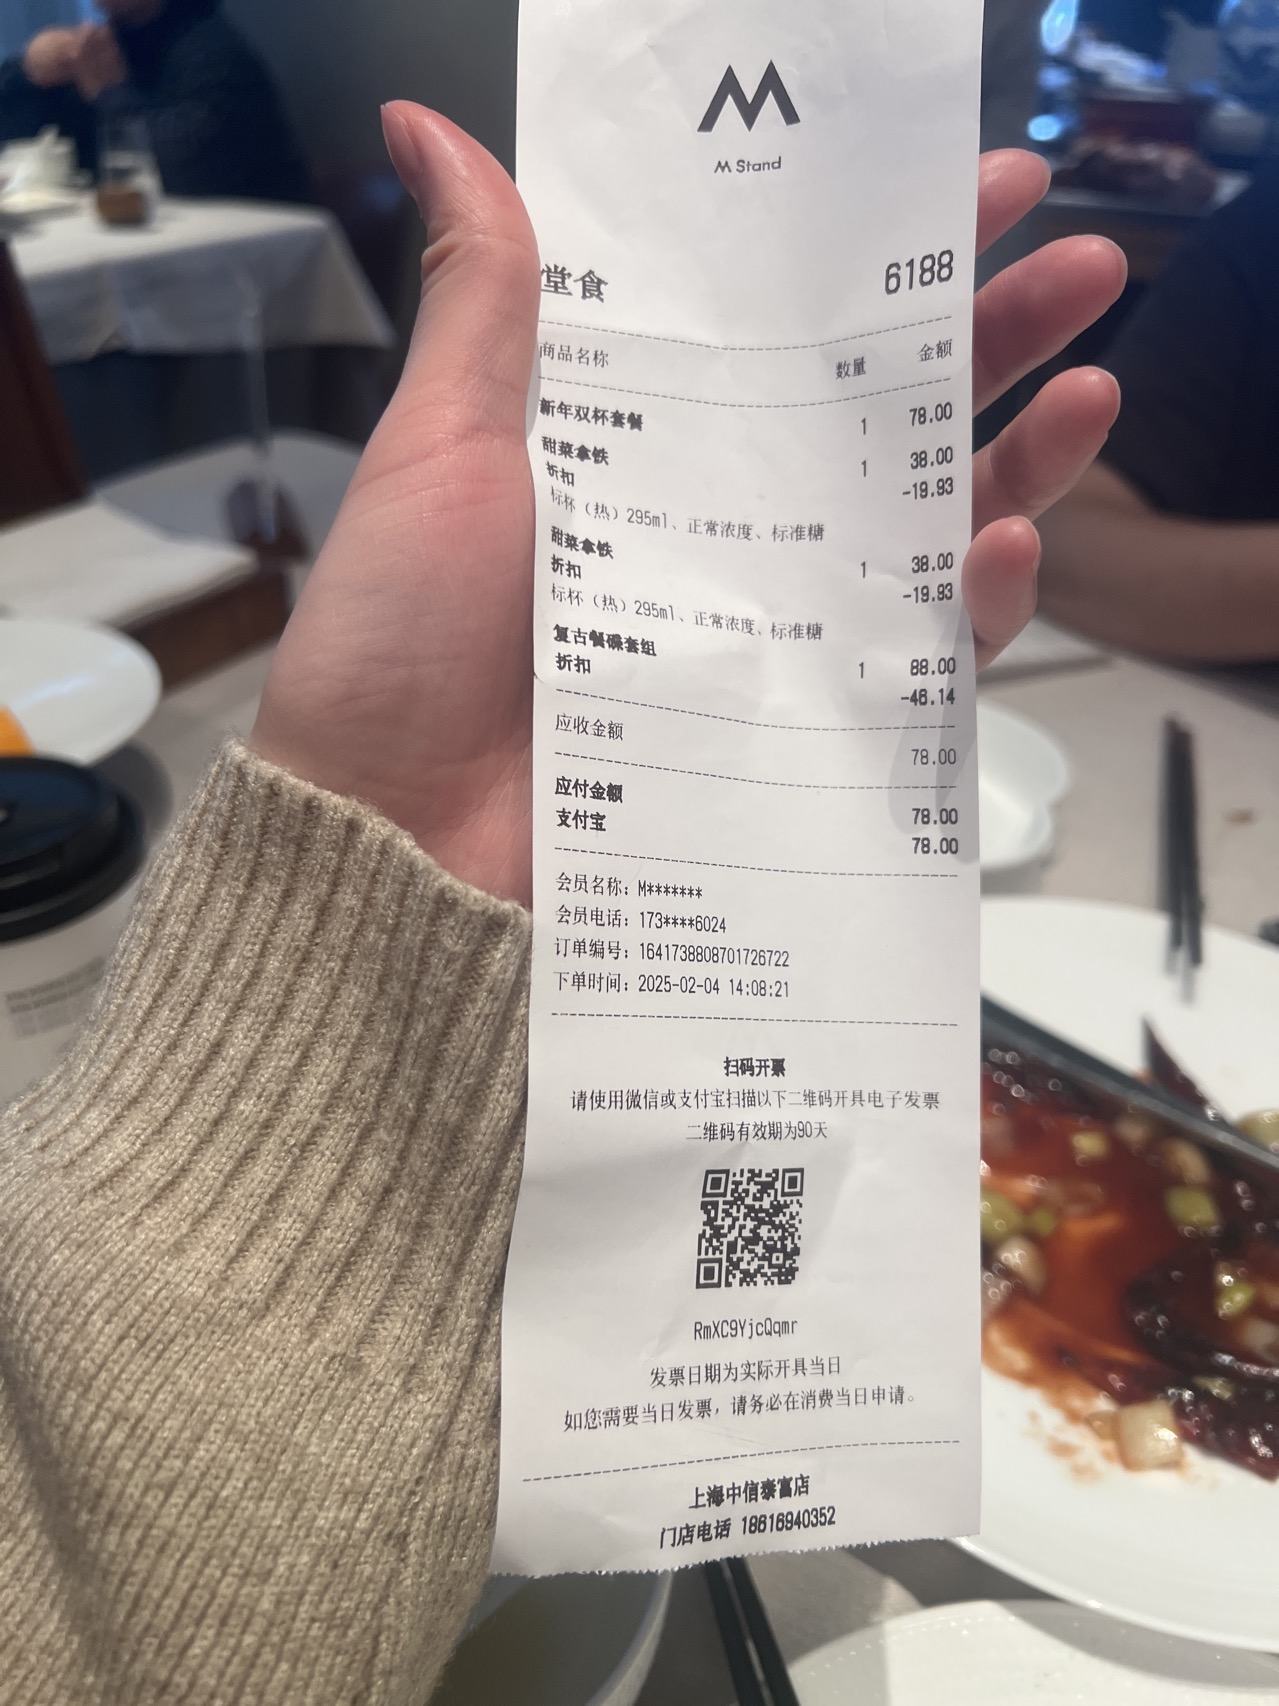 M Stand
堂食 6188
商品名称 数量 金额
新年双杯套餐 1 78.00
甜菜拿铁 1 38.00
折扣 -19.93
标杯（热）295ml、正常浓度、标准糖
甜菜拿铁 1 38.00
折扣 -19.93
标杯（热）295ml、正常浓度、标准糖
复古餐碟套组 1 88.00
折扣 -46.14
应收金额 78.00
应付金额 78.00
支付宝 78.00
会员名称：M*******
会员电话：173****6024
订单编号：1641738808701726722
下单时间：2025-02-04 14:08:21
扫码开票
请使用微信或支付宝扫描以下二维码开具电子发票
二维码有效期为90天
RmXC9YjcQqmr
发票日期为实际开具当日
如您需要当日发票，请务必在消费当日申请。
上海中信泰富店
门店电话 18616940352